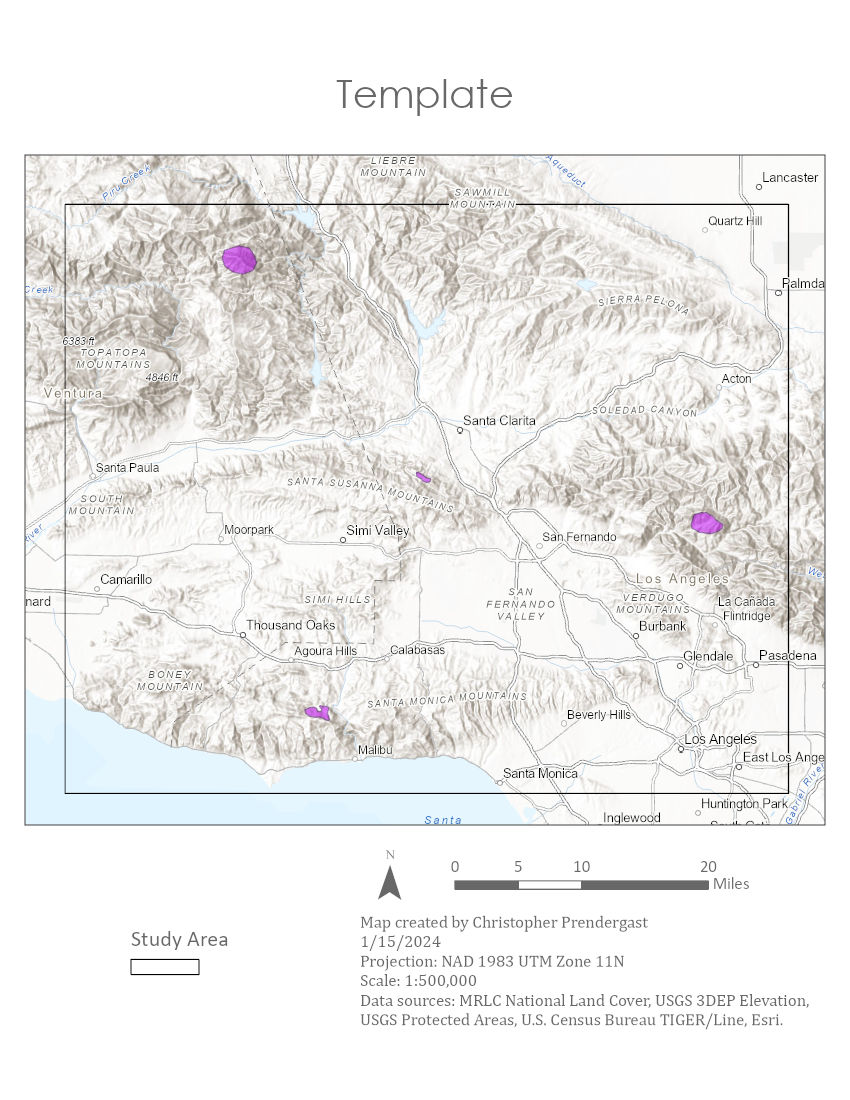 Template
LIEBRE
MOUNTAIN
Aqueduct
Piru Creek
Lancaster
SAWMILL
MOUNTAIN
Quartz Hill
Creek
Palmda
SIERRA PELONA
6383 ft
TOPATOPA
MOUNTAINS
4846 ft
Acton
Ventura
SOLEDAD CANYON
Santa Clarita
Santa Paula
SANTA SUSANNA MOUNTAINS
SOUTH
MOUNTAIN
River
Moorpark
Simi Valley
San Fernando
Camarillo
Los Angeles
We
nard
SIMI HILLS
SAN
FERNANDO
VALLEY
VERDUGO
MOUNTAINS
La Cañada
Flintridge
Thousand Oaks
Burbank
Agoura Hills
Calabasas
Glendale
Pasadena
BONEY
MOUNTAIN
SANTA MONICA MOUNTAINS
Beverly Hills
Malibu
Los Angeles
East Los Ange
Santa Monica
Gabriel River
Huntington Park
Santa
Inglewood
N
0 5 10 20
Miles
Study Area
Map created by Christopher Prendergast
1/15/2024
Projection: NAD 1983 UTM Zone 11N
Scale: 1:500,000
Data sources: MRLC National Land Cover, USGS 3DEP Elevation,
USGS Protected Areas, U.S. Census Bureau TIGER/Line, Esri.